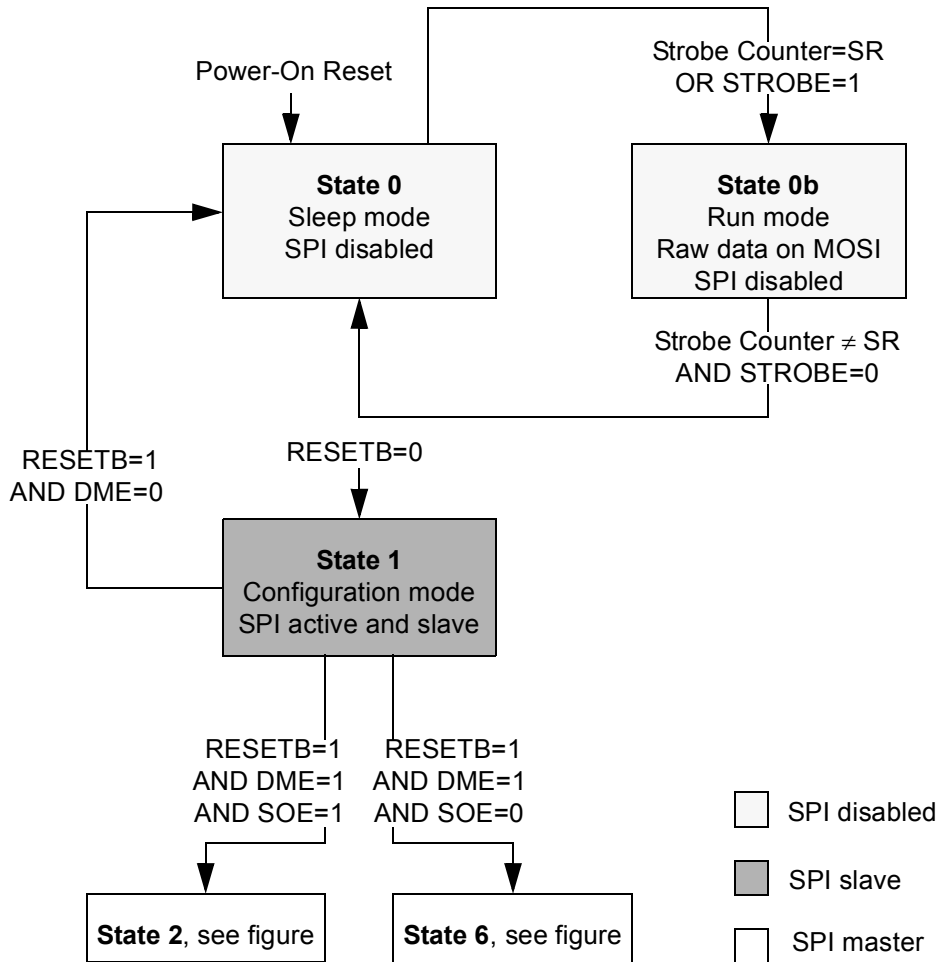 Power-On Reset
Strobe Counter=SR
OR STROBE=1
State 0
Sleep mode
SPI disabled
State 0b
Run mode
Raw data on MOSI
SPI disabled
Strobe Counter ≠ SR
AND STROBE=0
RESETB=1
AND DME=0
RESETB=0
State 1
Configuration mode
SPI active and slave
RESETB=1
AND DME=1
AND SOE=1
RESETB=1
AND DME=1
AND SOE=0
State 2, see figure
State 6, see figure
SPI disabled
SPI slave
SPI master